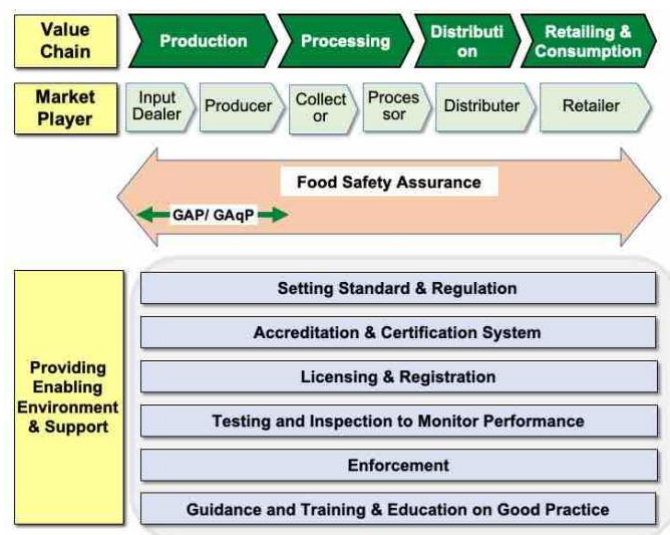 Value
Chain
Production
Processing
Distributi
on
Retailing &
Consumption
Market
Player
Input
Dealer
Producer
Collect
or
Proces
sor
Distributer
Retailer
Food Safety Assurance
GAP/ GAqP
Providing
Enabling
Environment
& Support
Setting Standard & Regulation
Accreditation & Certification System
Licensing & Registration
Testing and Inspection to Monitor Performance
Enforcement
Guidance and Training & Education on Good Practice